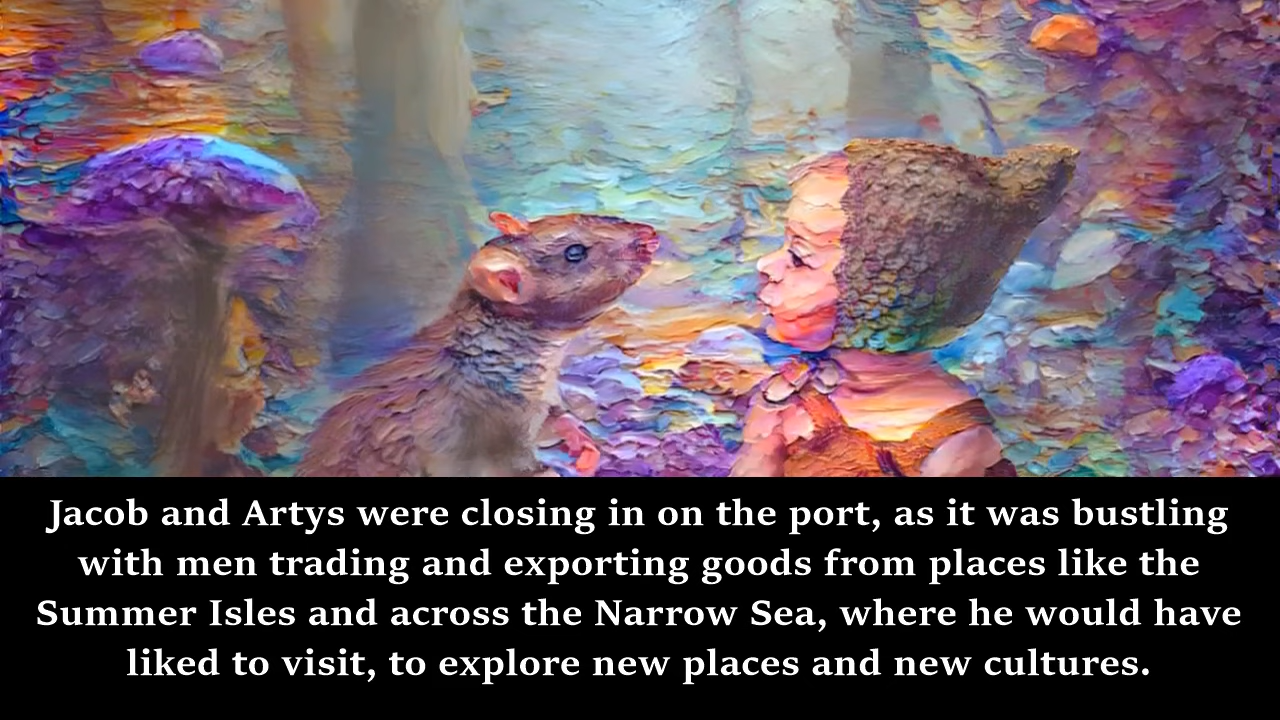 Jacob and Artys were closing in on the port, as it was bustling
with men trading and exporting goods from places like the
Summer Isles and across the Narrow Sea, where he would have
liked to visit, to explore new places and new cultures.